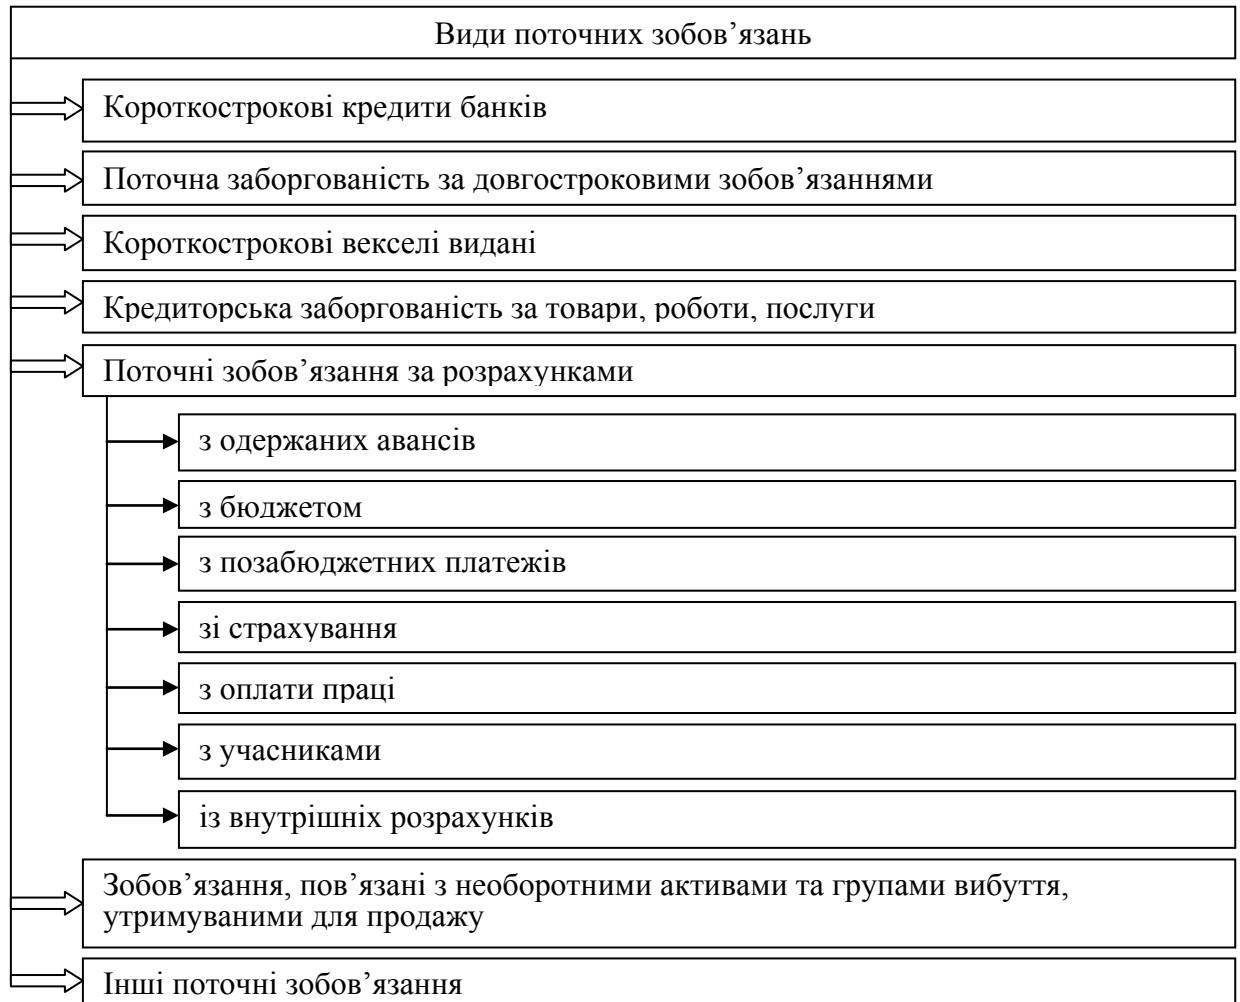 Види поточних зобов’язань
Короткострокові кредити банків
Поточна заборгованість за довгостроковими зобов’язаннями
Короткострокові векселі видані
Кредиторська заборгованість за товари, роботи, послуги
Поточні зобов’язання за розрахунками
з одержаних авансів
з бюджетом
з позабюджетних платежів
зі страхування
з оплати праці
з учасниками
із внутрішніх розрахунків
Зобов’язання, пов’язані з необоротними активами та групами вибуття,
утримуваними для продажу
Інші поточні зобов’язання